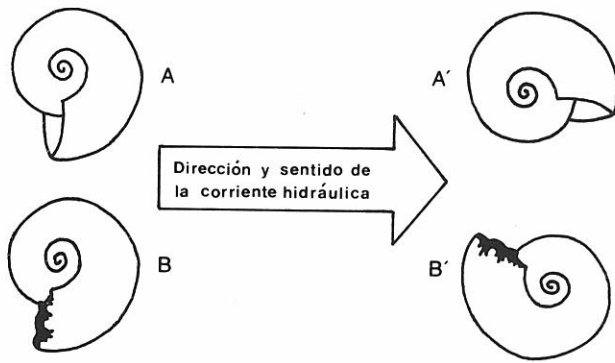 A
A′
Dirección y sentido de
la corriente hidráulica
B
B′